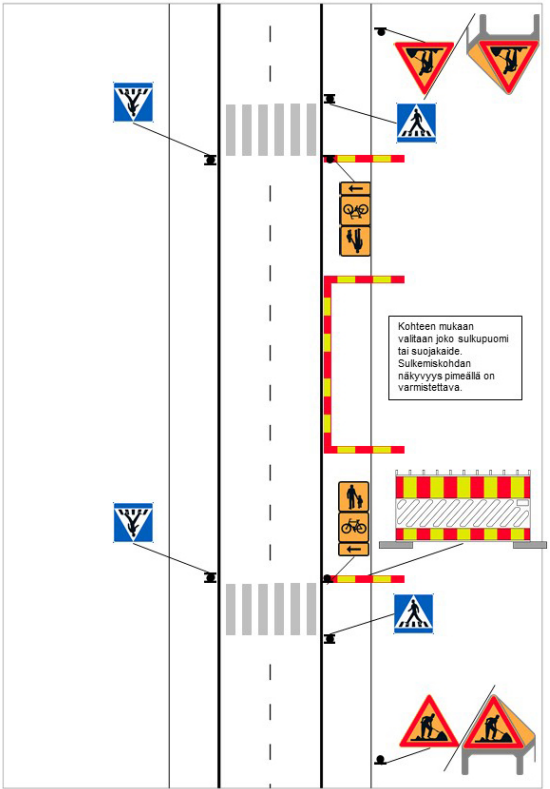 Kohteen mukaan
valitaan joko sulkupuomi
tai suojakaide.
Sulkemiskohdan
näkyvyys pimeällä on
varmistettava.